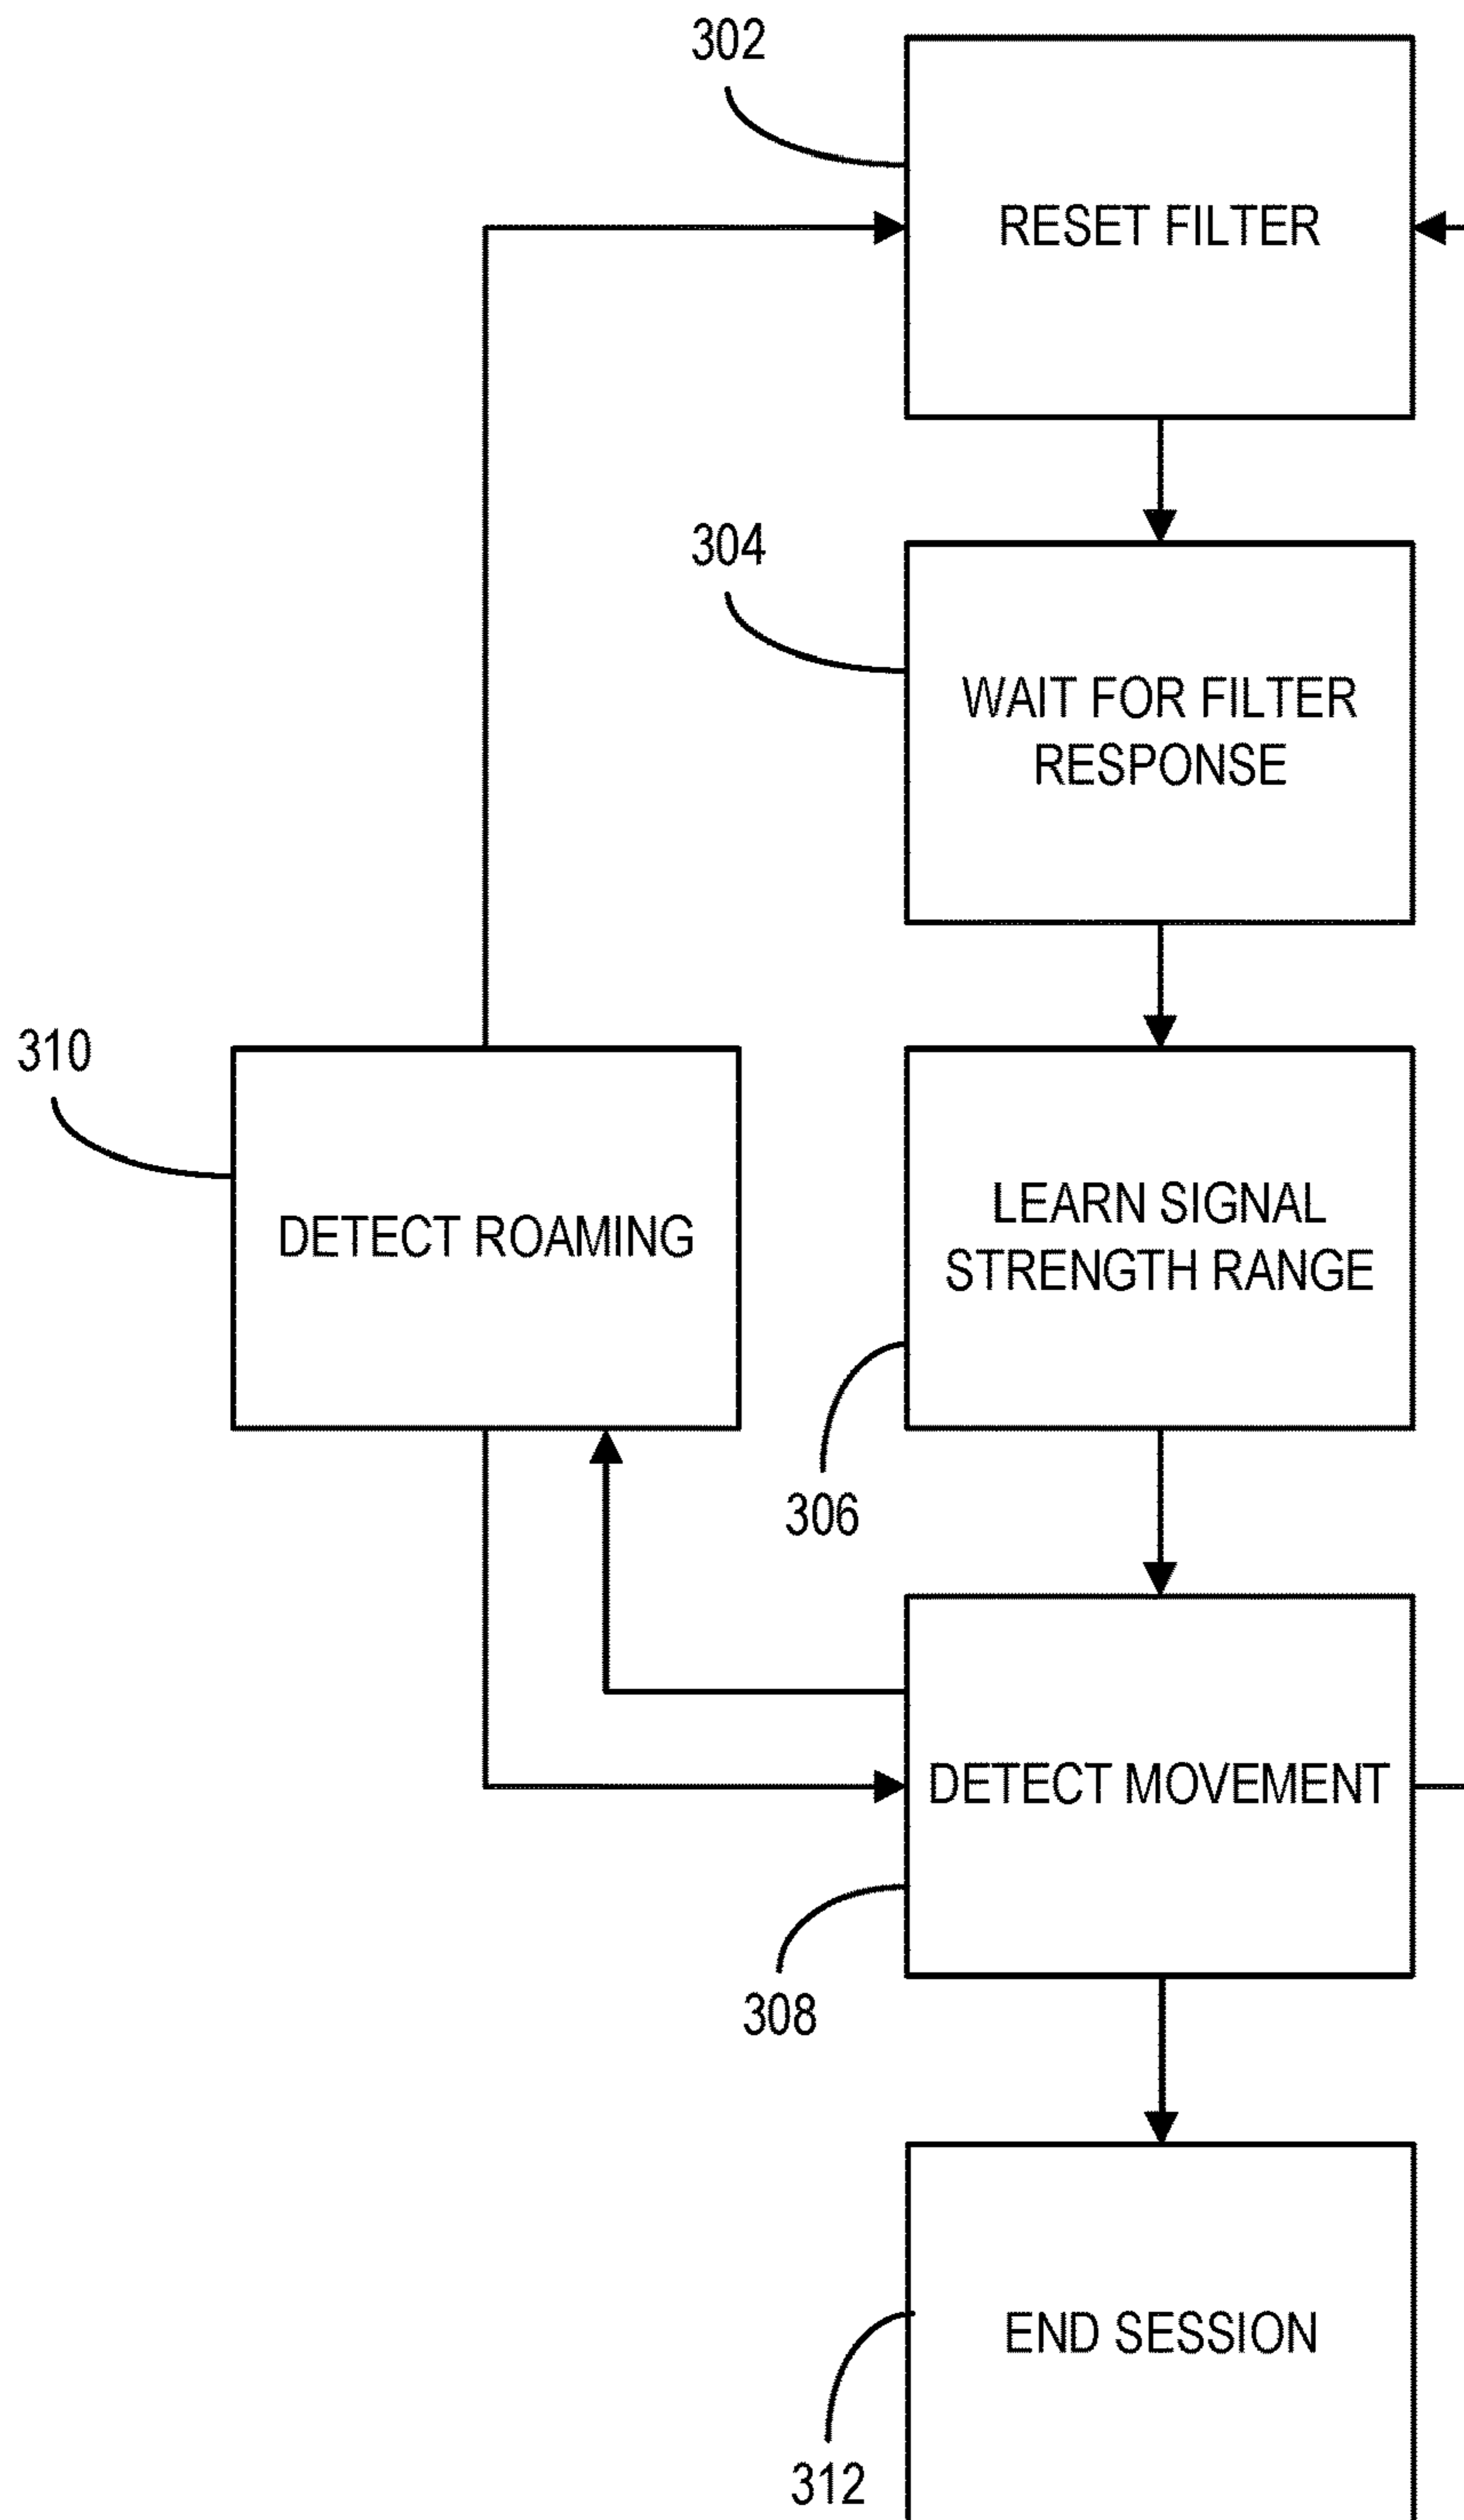 302
RESET FILTER
304
WAIT FOR FILTER
RESPONSE
310
DETECT ROAMING
LEARN SIGNAL
STRENGTH RANGE
306
DETECT MOVEMENT
308
END SESSION
312